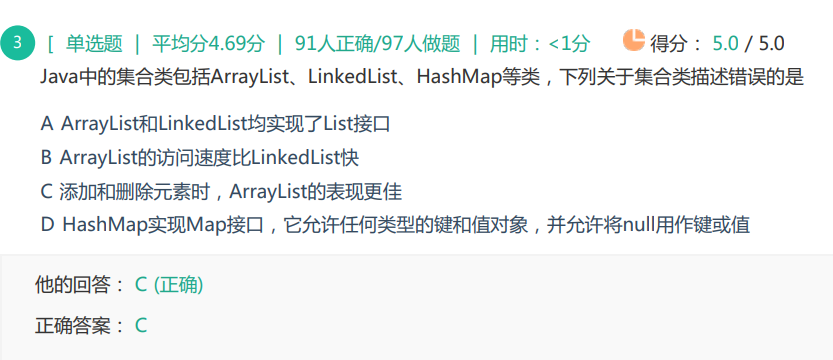 3 [ 单选题 | 平均分4.69分 | 91人正确/97人做题 | 用时：<1分 得分： 5.0 / 5.0
Java中的集合类包括ArrayList、LinkedList、HashMap等类，下列关于集合类描述错误的是
A ArrayList和LinkedList均实现了List接口
B ArrayList的访问速度比LinkedList快
C 添加和删除元素时，ArrayList的表现更佳
D HashMap实现Map接口，它允许任何类型的键和值对象，并允许将null用作键或值
他的回答： C (正确)
正确答案： C